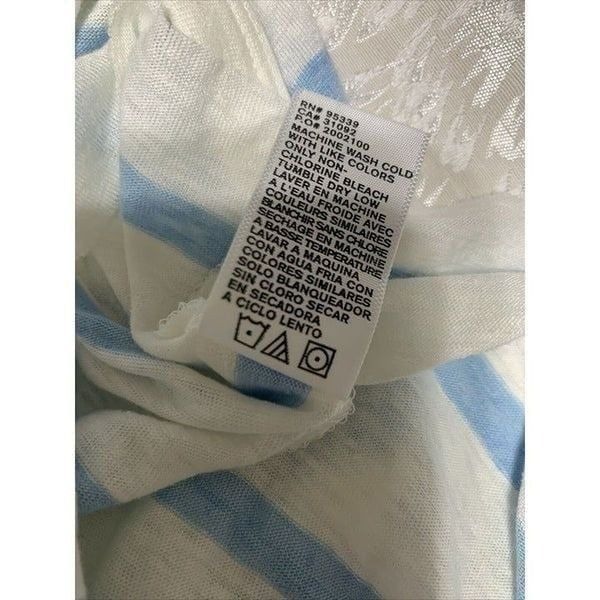 RN# 95339
CA# 31092
P.O# 2002100
MACHINE WASH COLD
WITH LIKE COLORS
ONLY NON-
CHLORINE BLEACH
TUMBLE DRY LOW
LAVER EN MACHINE
A L'EAU FROIDE AVEC
COULEURS SIMILAIRES
BLANCHIR SANS CHLORE
SECHAGE EN MACHINE
A BASSE TEMPERATURE
LAVAR A MAQUINA
CON AGUA FRIA CON
COLORES SIMILARES
SOLO BLANQUEADOR
SIN CLORO SECAR
EN SECADORA
A CICLO LENTO